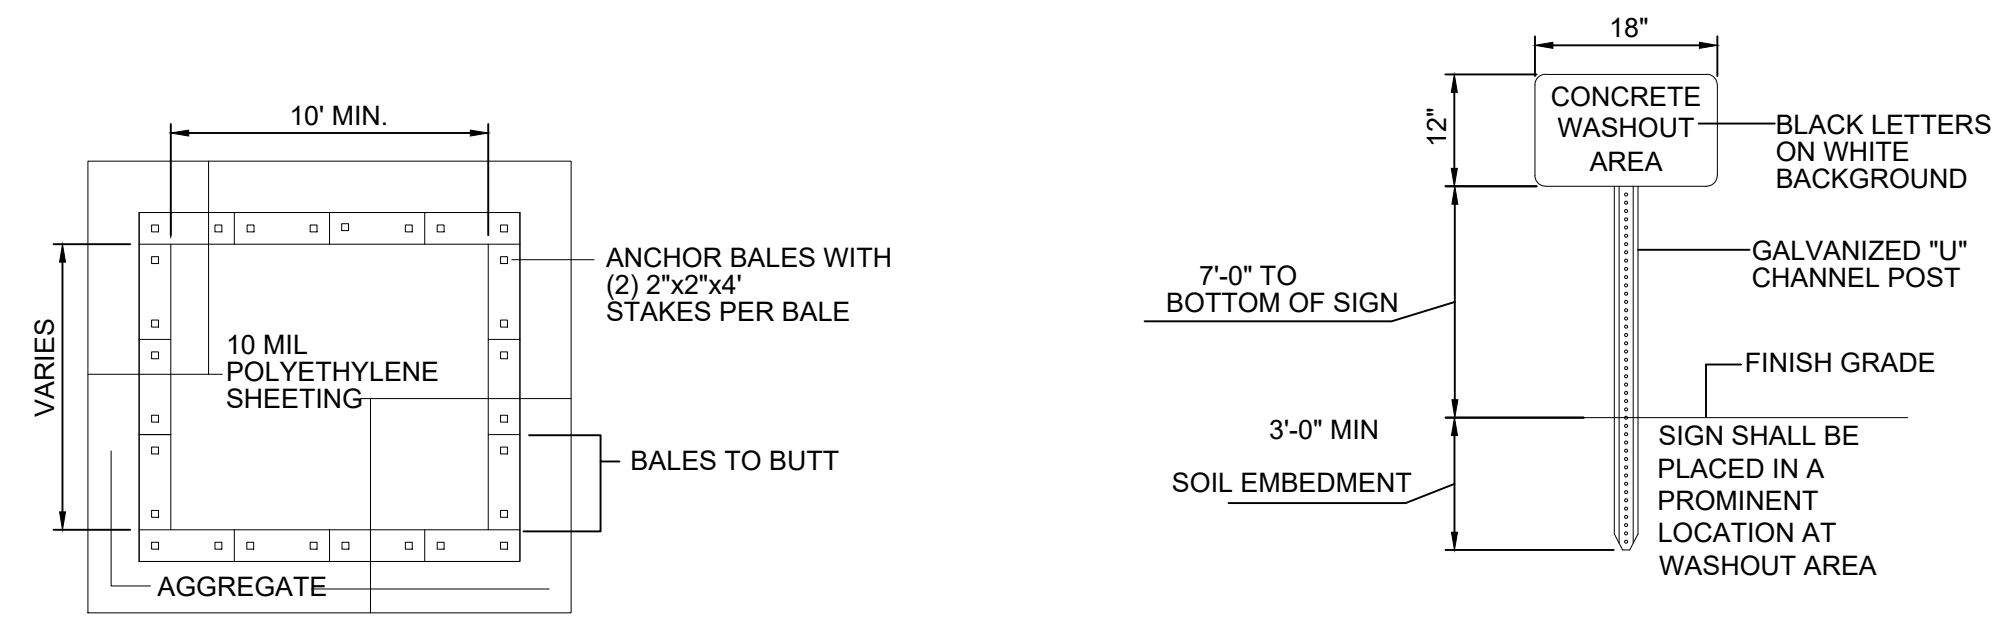 10' MIN.
VARIES
ANCHOR BALES WITH
(2) 2"x2"x4'
STAKES PER BALE
10 MIL
POLYETHYLENE
SHEETING
BALES TO BUTT
AGGREGATE
18"
12"
CONCRETE
WASHOUT
AREA
BLACK LETTERS
ON WHITE
BACKGROUND
GALVANIZED "U"
CHANNEL POST
7'-0" TO
BOTTOM OF SIGN
FINISH GRADE
3'-0" MIN
SOIL EMBEDMENT
SIGN SHALL BE
PLACED IN A
PROMINENT
LOCATION AT
WASHOUT AREA